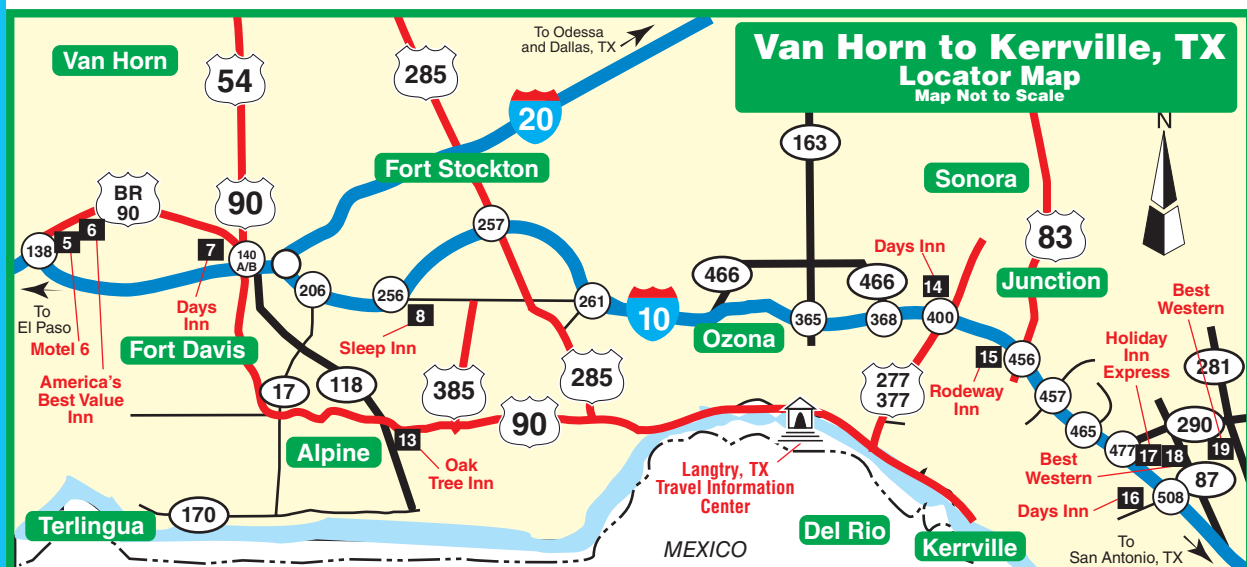 To Odessa
and Dallas, TX
Van Horn to Kerrville, TX
Locator Map
Map Not to Scale
Van Horn
54
285
20
163
N
Fort Stockton
Sonora
BR
90
90
83
138
5
6
7
140
A/B
257
Days Inn
14
466
466
Junction
To
El Paso
Motel 6
Days
Inn
206
256
8
Sleep Inn
261
10
365
368
400
Ozona
Best
Western
Fort Davis
America's
Best Value
Inn
15
456
Rodeway
Inn
Holiday
Inn
Express
281
17
118
385
285
277
377
457
90
465
290
Alpine
13
Oak
Tree Inn
477
17
18
19
Best
Western
87
Langtry, TX
Travel Information
Center
16
508
Days Inn
Terlingua
170
Del Rio
Kerrville
MEXICO
To
San Antonio, TX